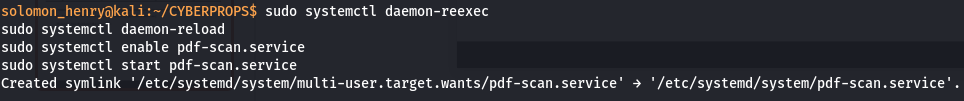 solomon_henry@kali:~/CYBERPROPS$ sudo systemctl daemon-reexec
sudo systemctl daemon-reload
sudo systemctl enable pdf-scan.service
sudo systemctl start pdf-scan.service
Created symlink '/etc/systemd/system/multi-user.target.wants/pdf-scan.service' → '/etc/systemd/system/pdf-scan.service'.